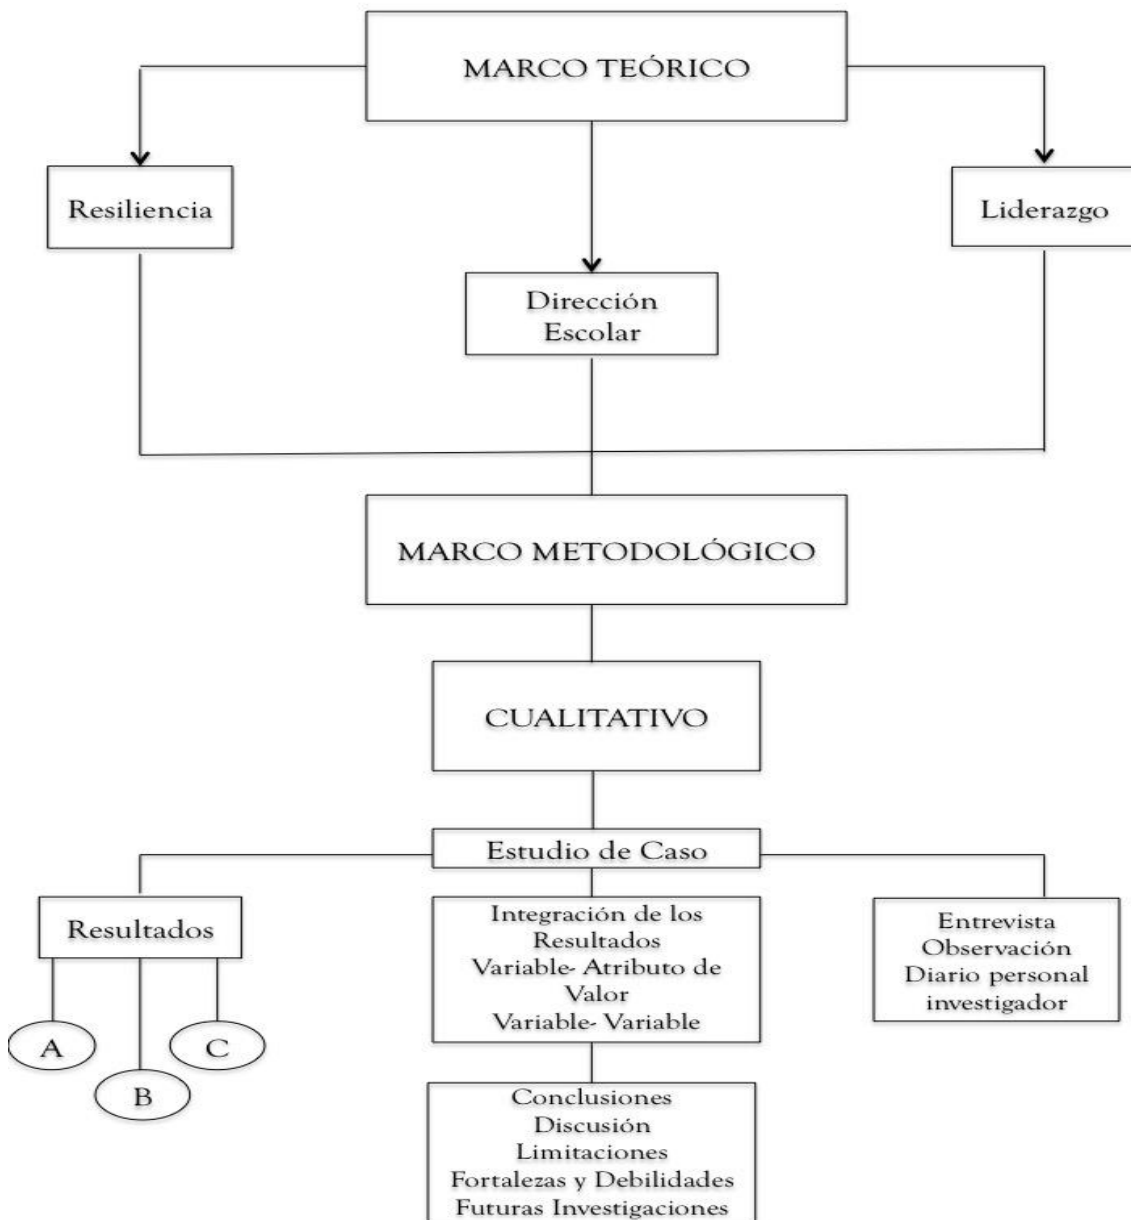 MARCO TEÓRICO
Resiliencia
Liderazgo
Dirección
Escolar
MARCO METODOLÓGICO
CUALITATIVO
Estudio de Caso
Resultados
A
B
C
Integración de los
Resultados
Variable- Atributo de
Valor
Variable- Variable
Entrevista
Observación
Diario personal
investigador
Conclusiones
Discusión
Limitaciones
Fortalezas y Debilidades
Futuras Investigaciones